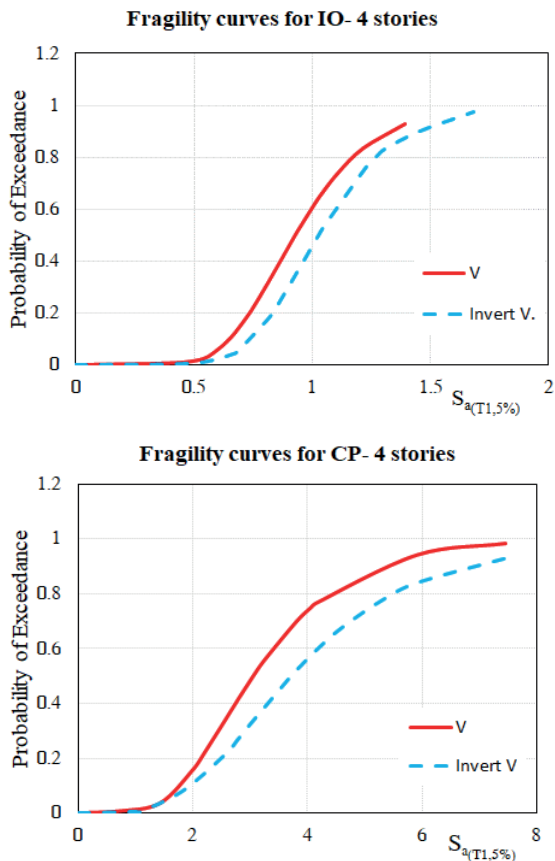 Fragility curves for IO- 4 stories
1.2
1
0.8
0.6
0.4
0.2
0
Probability of Exceedance
V
Invert V.
0 0.5 1 1.5 2
Sa(T1,5%)
Fragility curves for CP- 4 stories
1.2
1
0.8
0.6
0.4
0.2
0
Probability of Exceedance
V
Invert V
0 2 4 6 8
Sa(T1,5%)